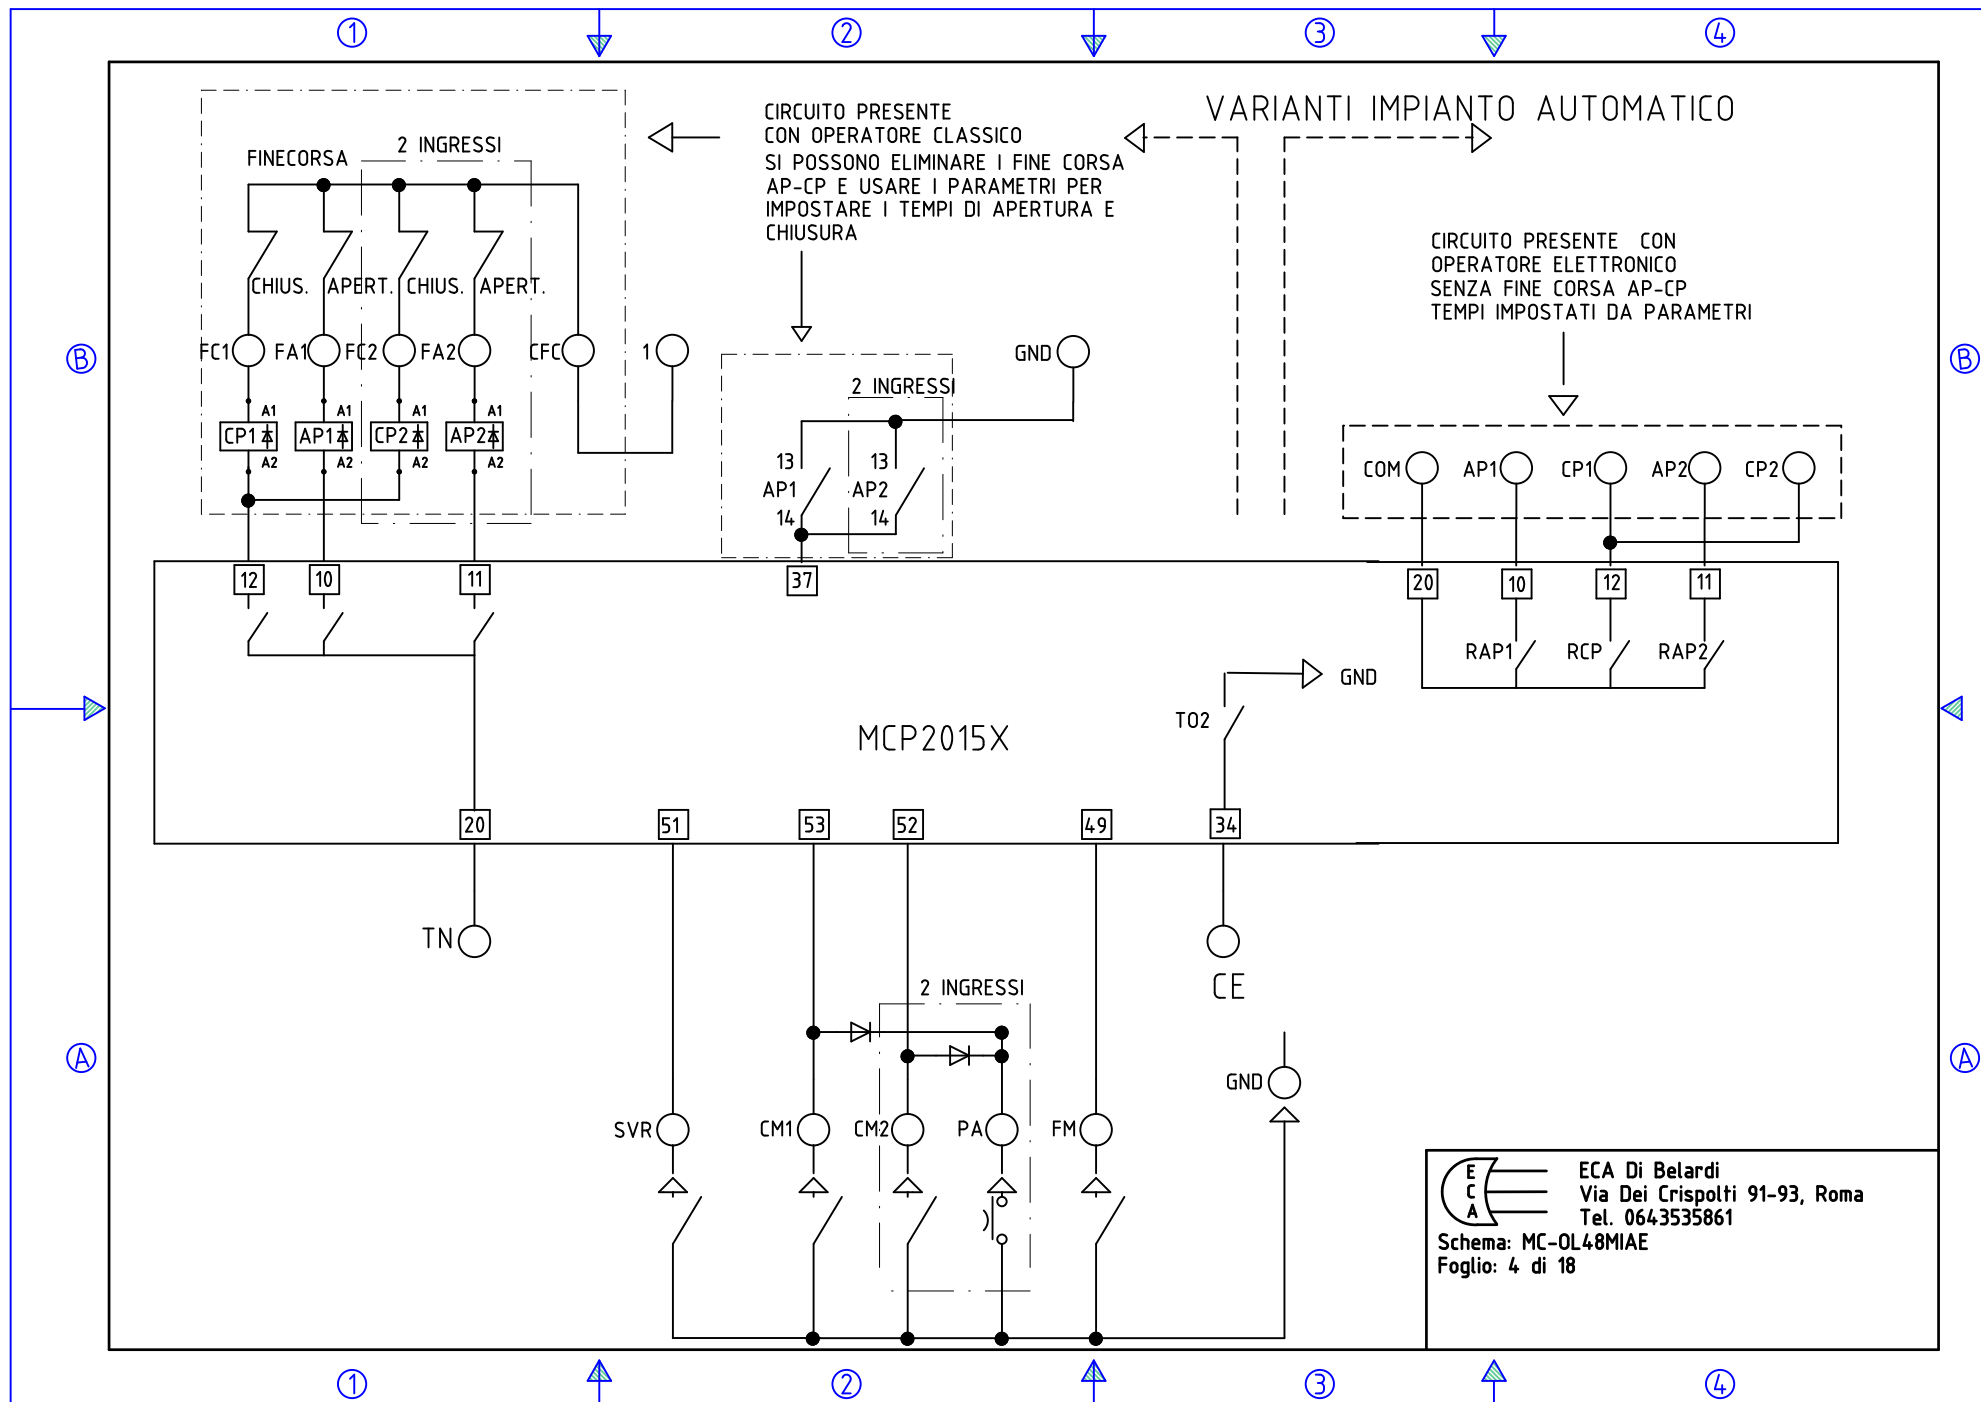 1 2 3 4
VARIANTI IMPIANTO AUTOMATICO
CIRCUITO PRESENTE
CON OPERATORE CLASSICO
SI POSSONO ELIMINARE I FINE CORSA
AP-CP E USARE I PARAMETRI PER
IMPOSTARE I TEMPI DI APERTURA E
CHIUSURA
2 INGRESSI
FINECORSA
CHIUS. APERT. CHIUS. APERT.
CIRCUITO PRESENTE CON
OPERATORE ELETTRONICO
SENZA FINE CORSA AP-CP
TEMPI IMPOSTATI DA PARAMETRI
B B
FC1 FA1 FC2 FA2 CFC 1 GND
2 INGRESSI
A1 A1 A1 A1
CP1 AP1 CP2 AP2
A2 A2 A2 A2
13 13
AP1 AP2
14 14
COM AP1 CP1 AP2 CP2
12 10 11 37 20 10 12 11
RAP1 RCP RAP2
GND
TO2
MCP2015X
20 51 53 52 49 34
TN
CE
2 INGRESSI
A A
GND
SVR CM1 CM2 PA FM
E
C
A
ECA Di Belardi
Via Dei Crispolti 91-93, Roma
Tel. 0643535861
Schema: MC-OL48MIAE
Foglio: 4 di 18
1 2 3 4